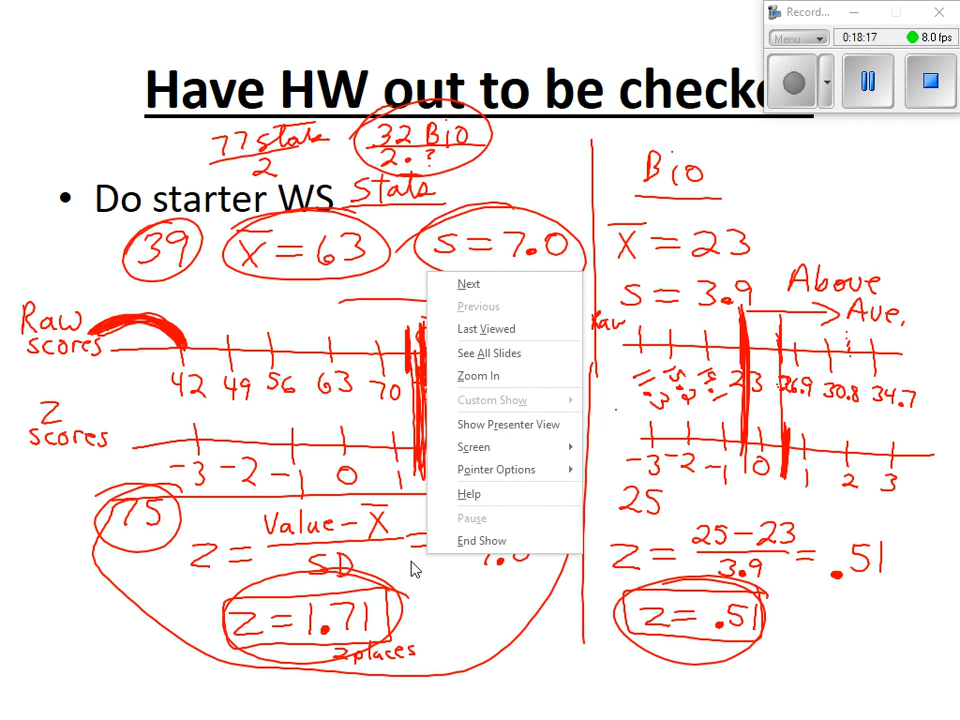 Record...
Menu
0:18:17
8.0 fps
Have HW out to be checke
77 Stats
2
32 Bio
2. ?
• Do starter WS
Stats
39
X = 63
S = 7.0
Raw scores
42 49 56 63 70
Z scores
-3 -2 -1 0 1
75
Z = Value - X
SD
=
7.0
Z = 1.71
2 places
Next
Previous
Last Viewed
See All Slides
Zoom In
Custom Show
Show Presenter View
Screen
Pointer Options
Help
Pause
End Show
Bio
X = 23
S = 3.9
Above
Ave.
Raw
23 26.9 30.8 34.7
-3 -2 -1 0 1 2 3
25
Z = 25 - 23
3.9
= .51
Z = .51